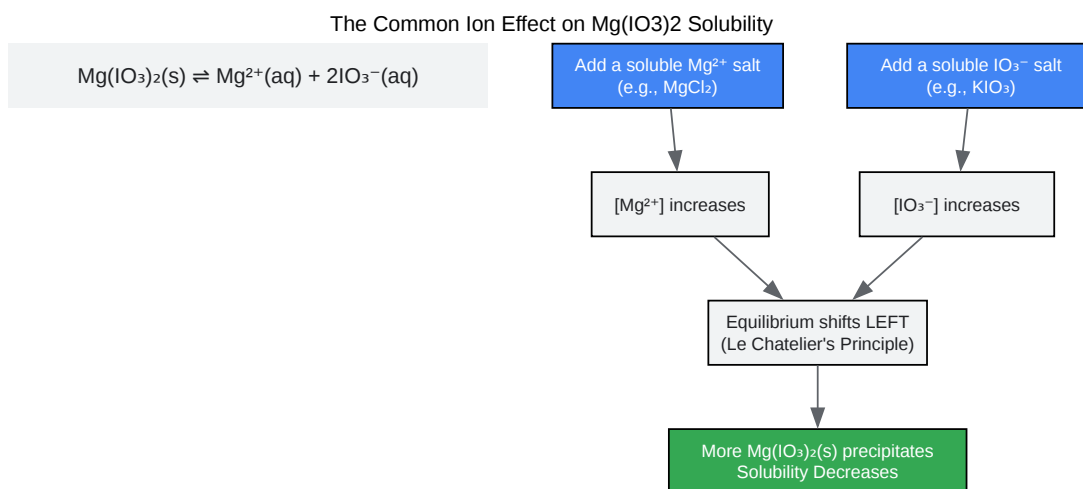 The Common Ion Effect on Mg(IO3)2 Solubility
Mg(IO₃)₂(s) ⇌ Mg²⁺(aq) + 2IO₃⁻(aq)
Add a soluble Mg²⁺ salt
(e.g., MgCl₂)
Add a soluble IO₃⁻ salt
(e.g., KIO₃)
[Mg²⁺] increases
[IO₃⁻] increases
Equilibrium shifts LEFT
(Le Chatelier's Principle)
More Mg(IO₃)₂(s) precipitates
Solubility Decreases